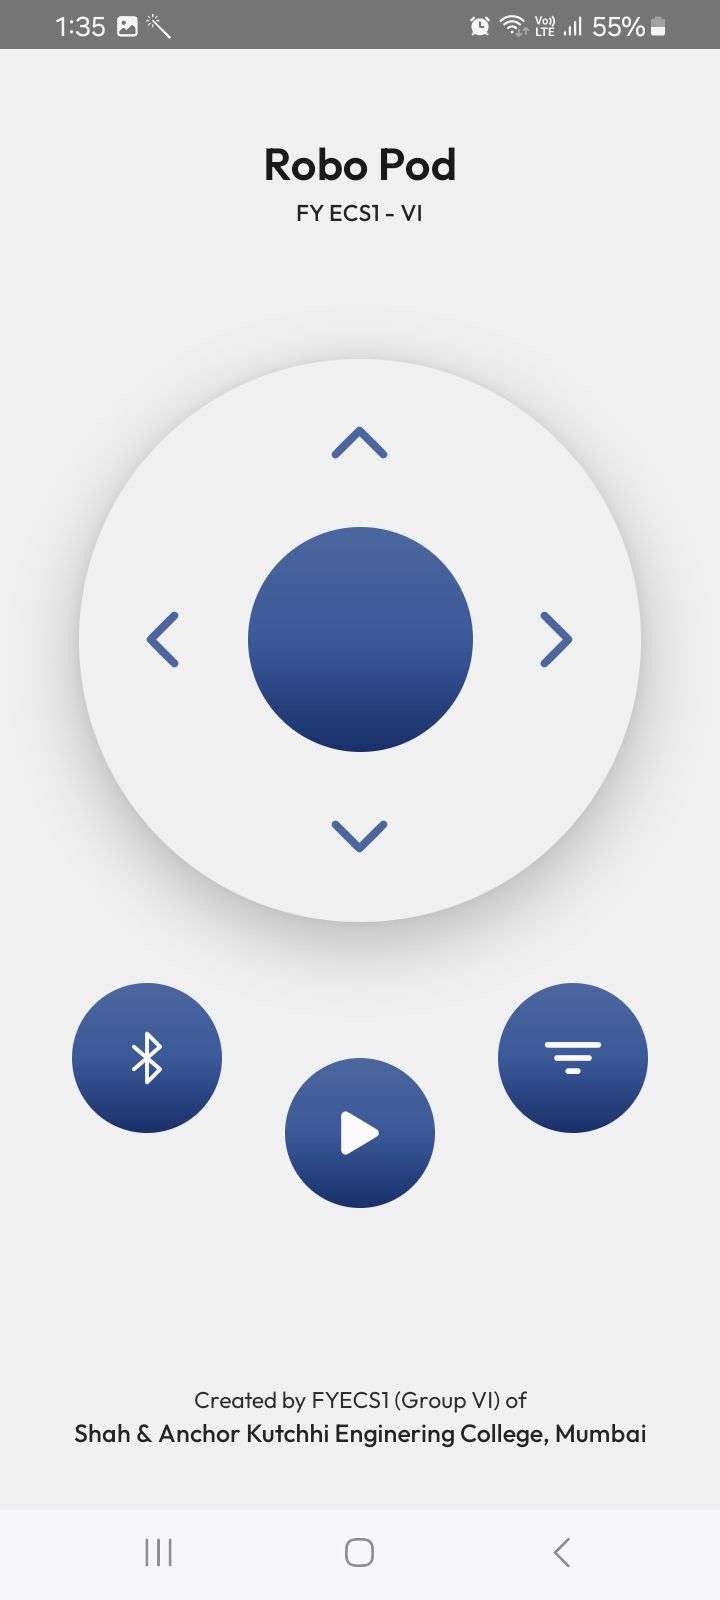 1:35
Vo)) LTE 55%
Robo Pod
FY ECS1 - VI
Created by FYECS1 (Group VI) of
Shah & Anchor Kutchhi Enginering College, Mumbai